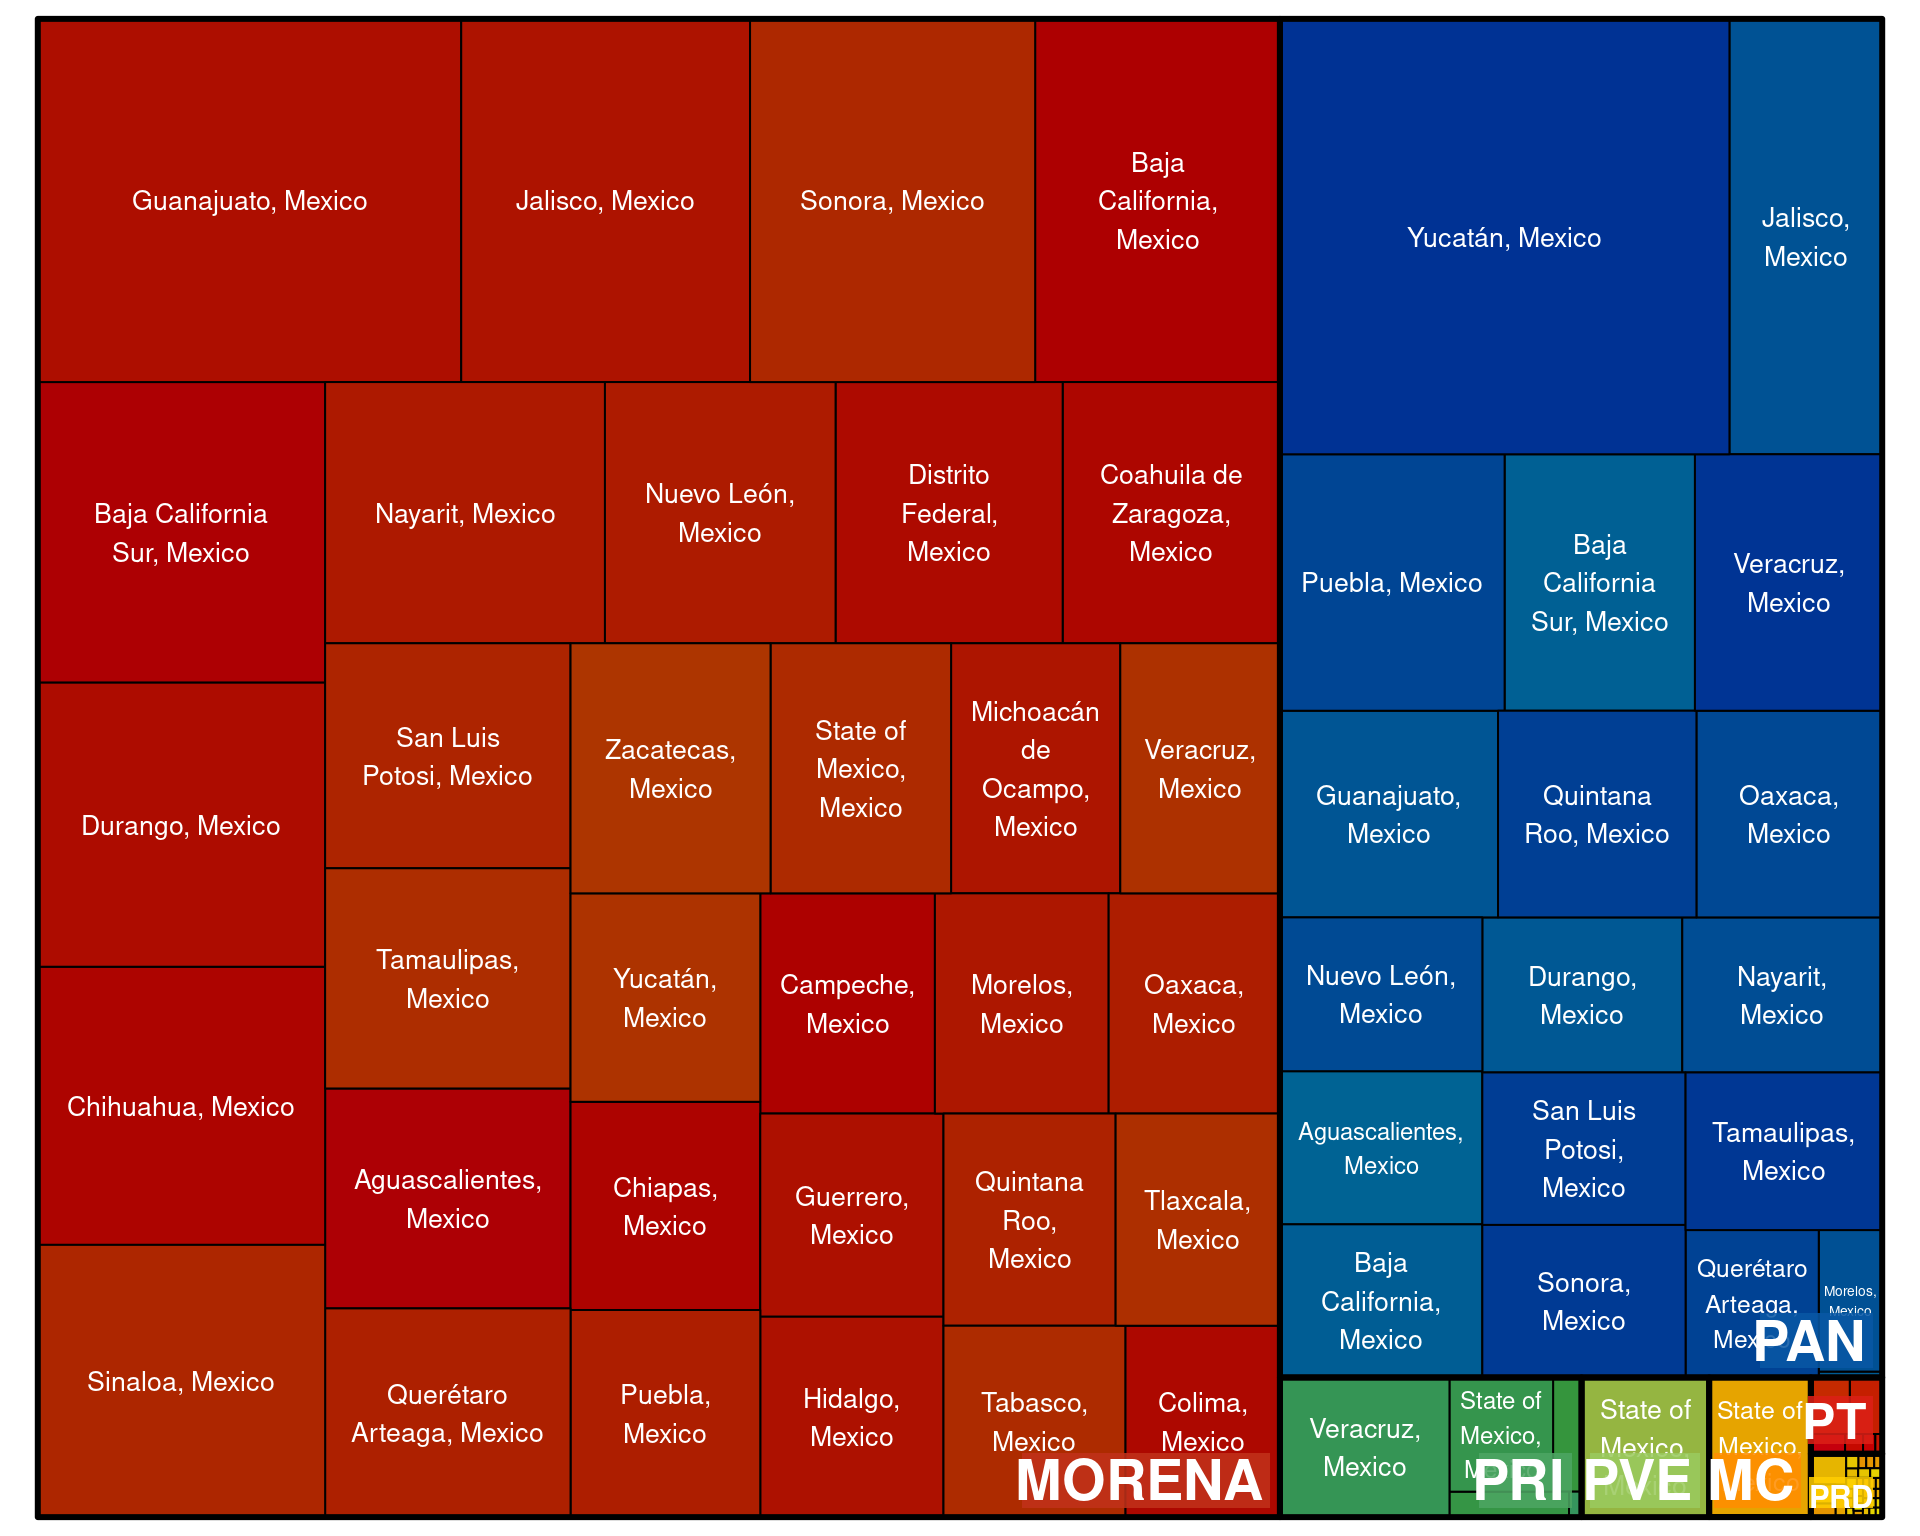 Guanajuato, Mexico
Jalisco, Mexico
Sonora, Mexico
Baja
California,
Mexico
Baja California
Sur, Mexico
Nayarit, Mexico
Nuevo León,
Mexico
Distrito
Federal,
Mexico
Coahuila de
Zaragoza,
Mexico
Durango, Mexico
San Luis
Potosi, Mexico
Zacatecas,
Mexico
State of
Mexico,
Mexico
Michoacán
de
Ocampo,
Mexico
Veracruz,
Mexico
Chihuahua, Mexico
Tamaulipas,
Mexico
Yucatán,
Mexico
Campeche,
Mexico
Morelos,
Mexico
Oaxaca,
Mexico
Aguascalientes,
Mexico
Chiapas,
Mexico
Guerrero,
Mexico
Quintana
Roo,
Mexico
Tlaxcala,
Mexico
Sinaloa, Mexico
Querétaro
Arteaga, Mexico
Puebla,
Mexico
Hidalgo,
Mexico
Tabasco,
Mexico
Colima,
Mexico
MORENA
Yucatán, Mexico
Jalisco,
Mexico
Puebla, Mexico
Baja
California
Sur, Mexico
Veracruz,
Mexico
Guanajuato,
Mexico
Quintana
Roo, Mexico
Oaxaca,
Mexico
Nuevo León,
Mexico
Durango,
Mexico
Nayarit,
Mexico
Aguascalientes,
Mexico
San Luis
Potosi,
Mexico
Tamaulipas,
Mexico
Baja
California,
Mexico
Sonora,
Mexico
Querétaro
Arteaga,
Mexico
Morelos,
Mexico
PAN
Veracruz,
Mexico
State of
Mexico,
PRI
State of
Mexico,
PVE
State of
Mexico,
MC
PT
PRD